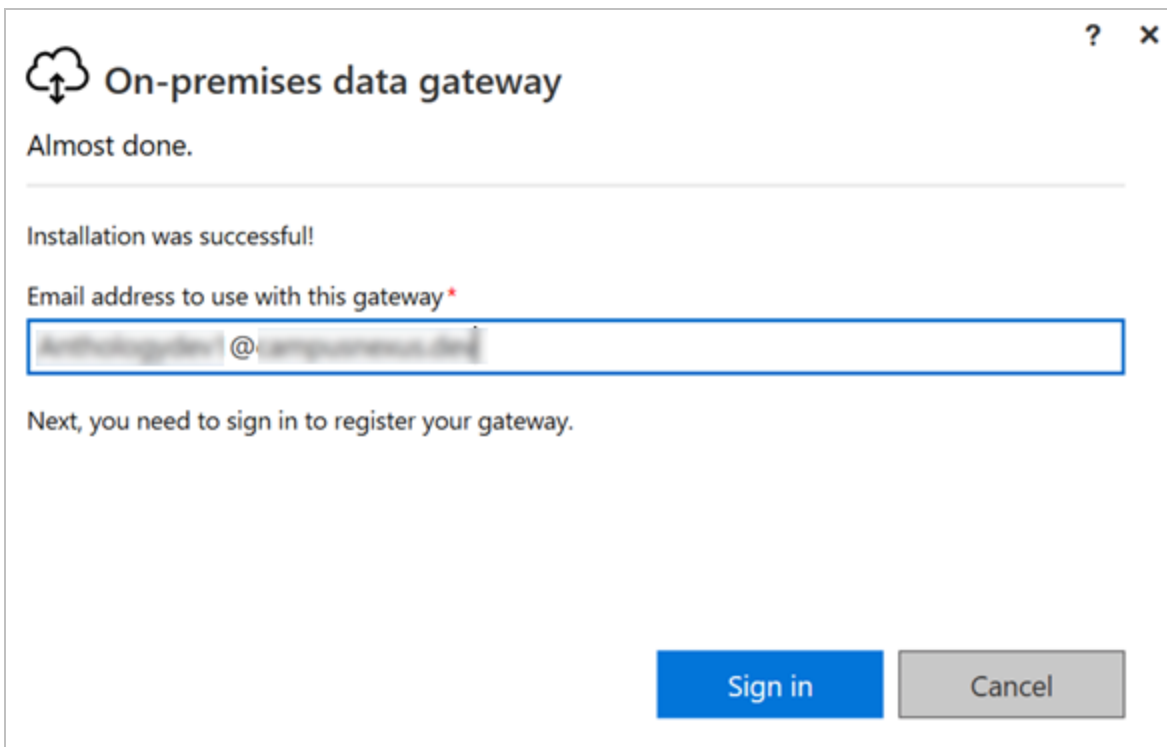 ? ×
On-premises data gateway
Almost done.
Installation was successful!
Email address to use with this gateway*
@
Next, you need to sign in to register your gateway.
Sign in
Cancel